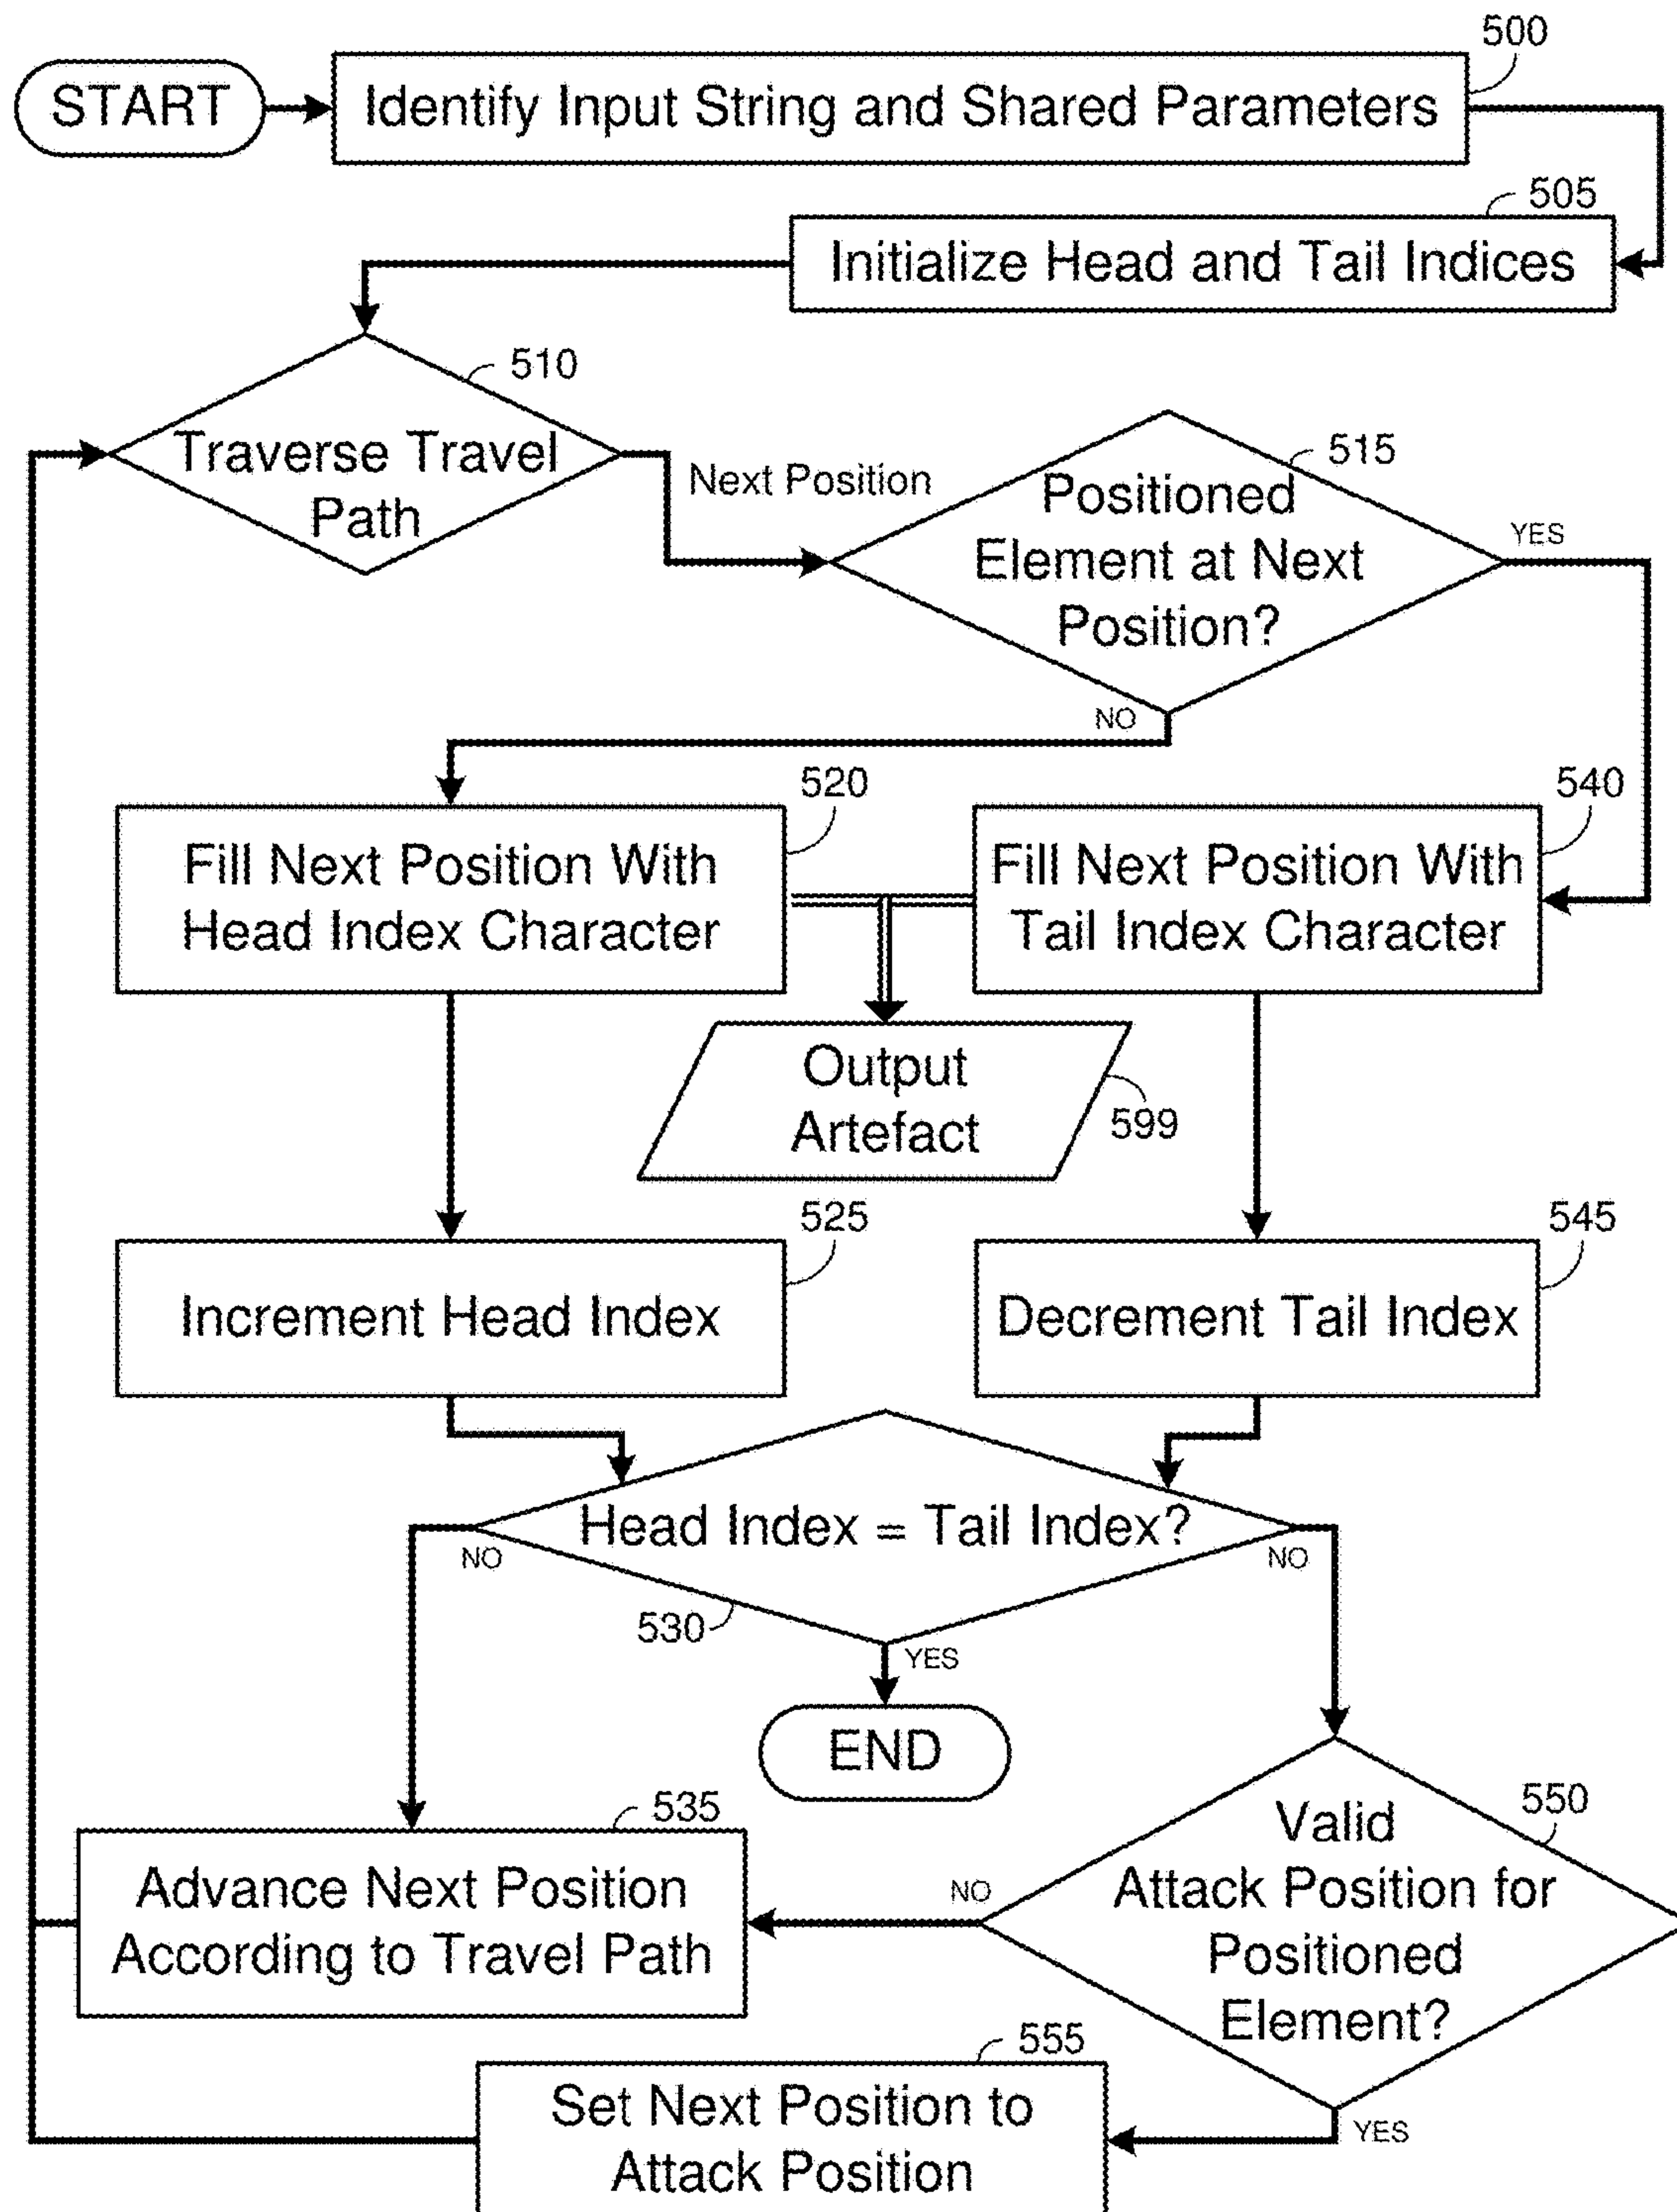 500
START
Identify Input String and Shared Parameters
505
Initialize Head and Tail Indices
510
Traverse Travel
Path
Next Position
515
Positioned
Element at Next
Position?
YES
NO
520
Fill Next Position With
Head Index Character
540
Fill Next Position With
Tail Index Character
Output
Artefact
599
525
Increment Head Index
545
Decrement Tail Index
Head Index = Tail Index?
NO
NO
530
YES
END
535
Advance Next Position
According to Travel Path
550
Valid
Attack Position for
Positioned
Element?
NO
YES
555
Set Next Position to
Attack Position